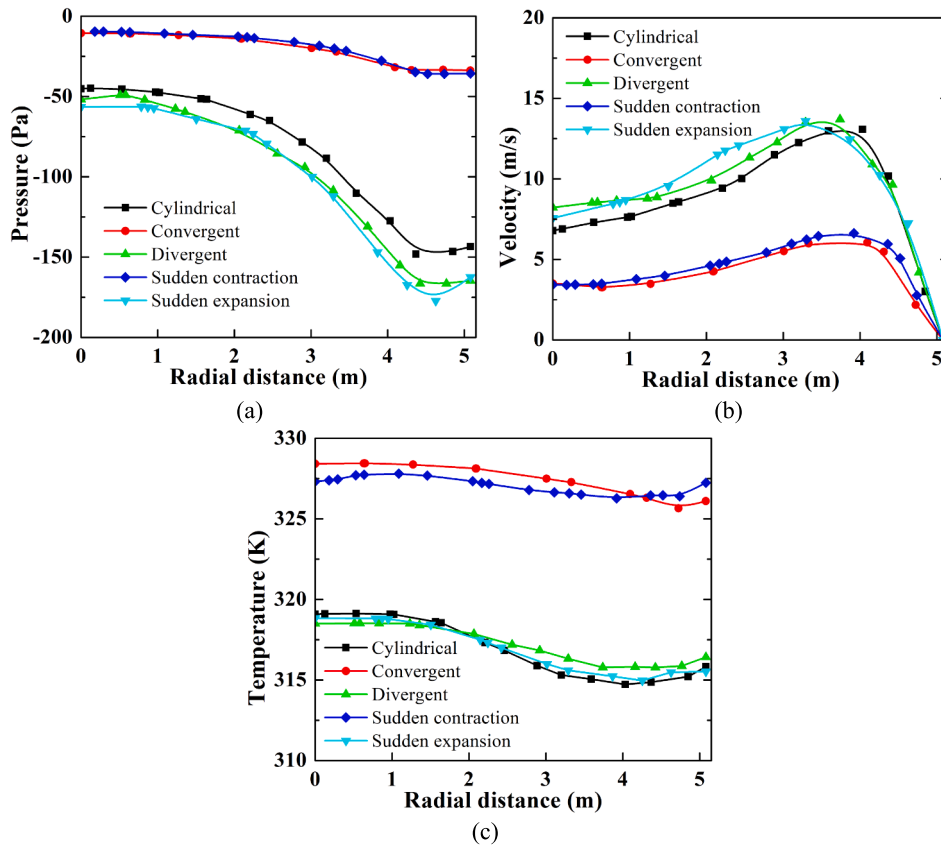 0
-50
-100
-150
-200
Pressure (Pa)
Cylindrical
Convergent
Divergent
Sudden contraction
Sudden expansion
0 1 2 3 4 5
Radial distance (m)
(a)
20
15
10
5
0
Velocity (m/s)
Cylindrical
Convergent
Divergent
Sudden contraction
Sudden expansion
0 1 2 3 4 5
Radial distance (m)
(b)
330
325
320
315
310
Temperature (K)
Cylindrical
Convergent
Divergent
Sudden contraction
Sudden expansion
0 1 2 3 4 5
Radial distance (m)
(c)